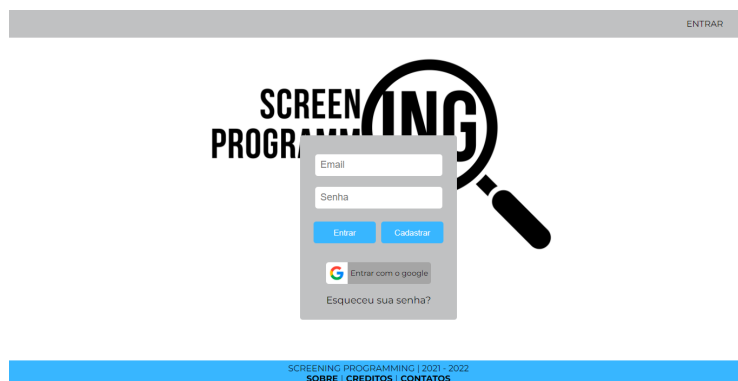 ENTRAR
SCREEN
PROGRAMM
ING
Email
Senha
Entrar Cadastrar
Entrar com o google
Esqueceu sua senha?
SCREENING PROGRAMMING | 2021 - 2022
SOBRE | CREDITOS | CONTATOS